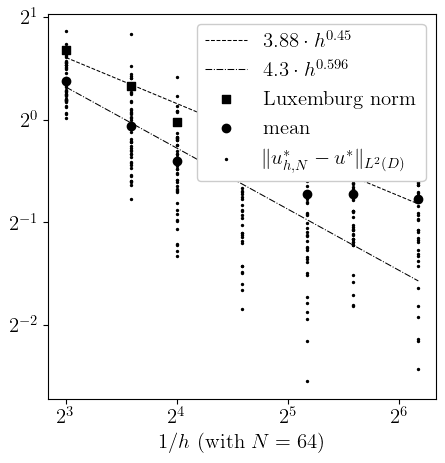 2^1
2^0
2^{-1}
2^{-2}
3.88 · h^{0.45}
4.3 · h^{0.596}
Luxemburg norm
mean
‖u^*_{h,N} − u^*‖_{L^2(D)}
2^3
2^4
2^5
2^6
1/h (with N = 64)